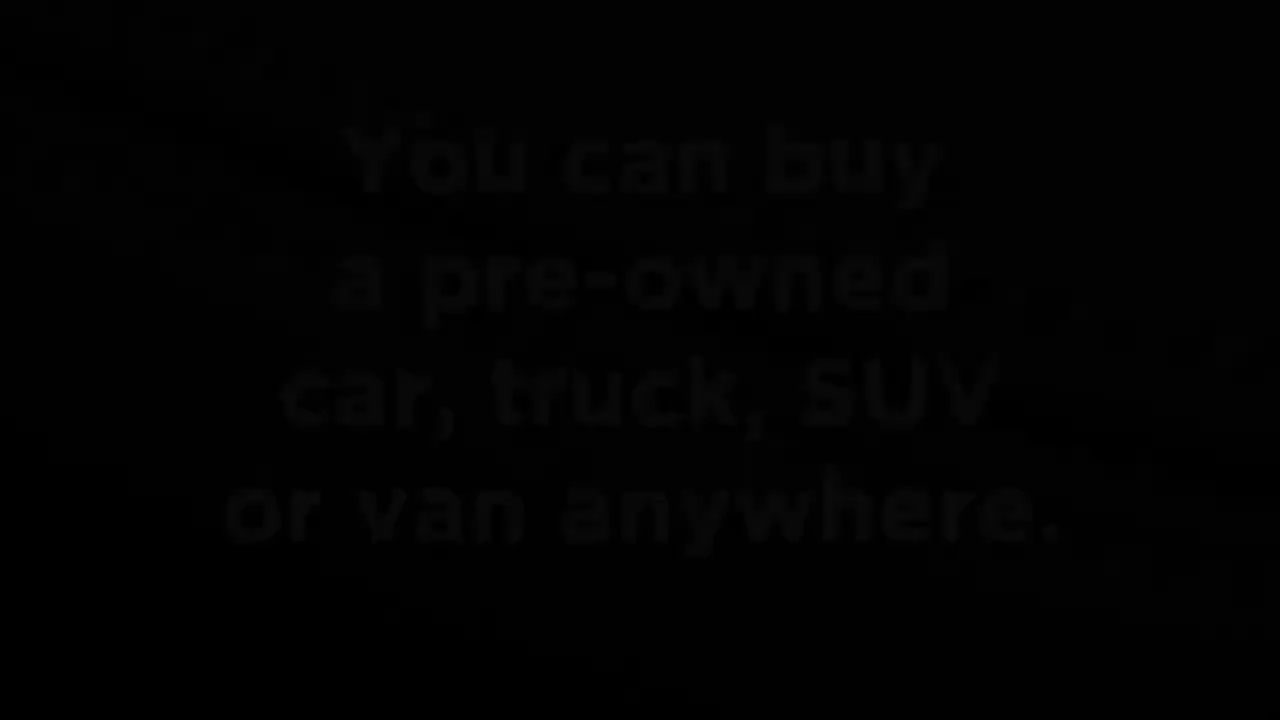 You can buy
a pre-owned
car, truck, SUV
or van anywhere.